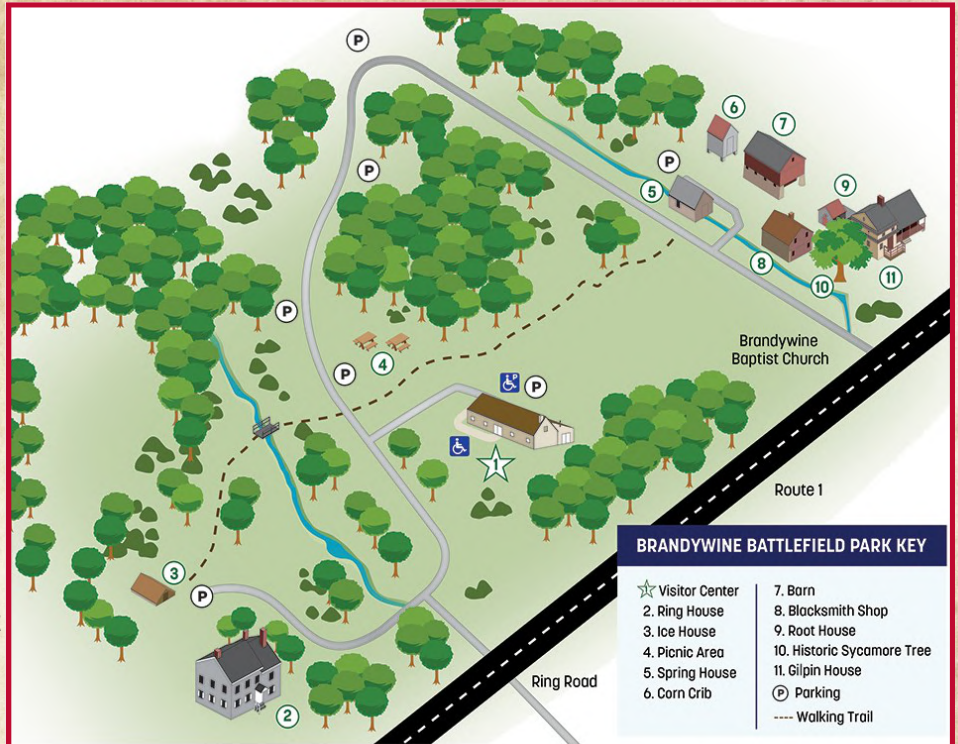 P
6
7
P
P
5
9
8
10
11
P
Brandywine
Baptist Church
4
P
P
P
1
Route 1
3
P
2
Ring Road
BRANDYWINE BATTLEFIELD PARK KEY
1 Visitor Center
2. Ring House
3. Ice House
4. Picnic Area
5. Spring House
6. Corn Crib
7. Barn
8. Blacksmith Shop
9. Root House
10. Historic Sycamore Tree
11. Gilpin House
P Parking
---- Walking Trail